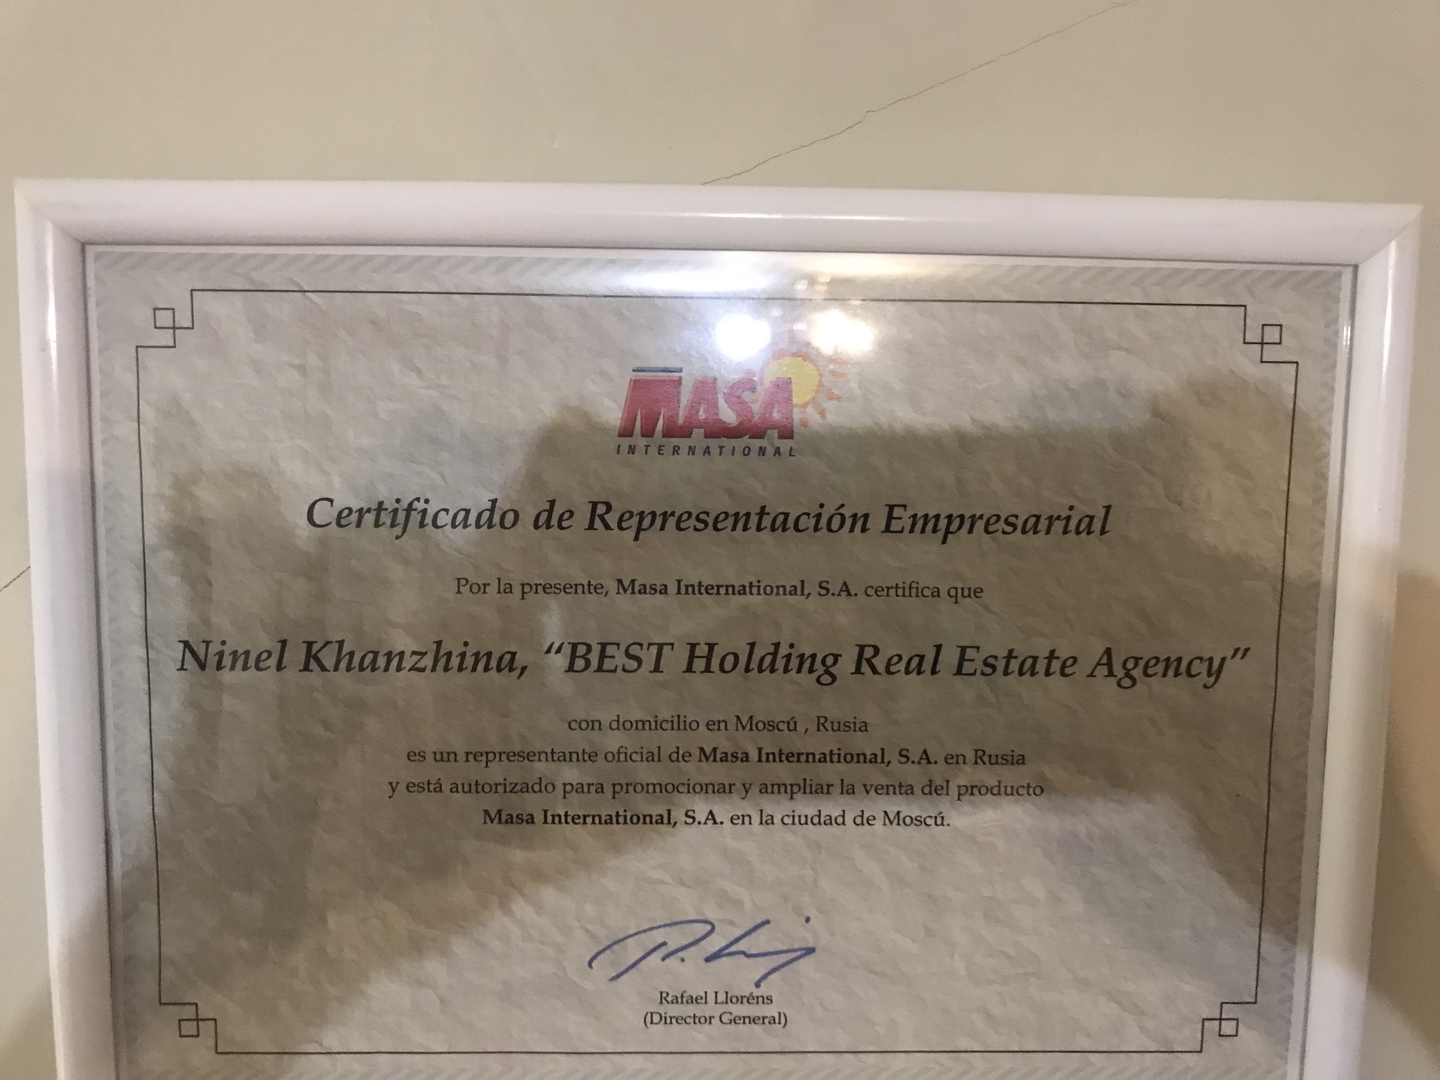 MASA
INTERNATIONAL
Certificado de Representación Empresarial
Por la presente, Masa International, S.A. certifica que
Ninel Khanzhina, “BEST Holding Real Estate Agency”
con domicilio en Moscú , Rusia
es un representante oficial de Masa International, S.A. en Rusia
y está autorizado para promocionar y ampliar la venta del producto
Masa International, S.A. en la ciudad de Moscú.
Rafael Lloréns
(Director General)